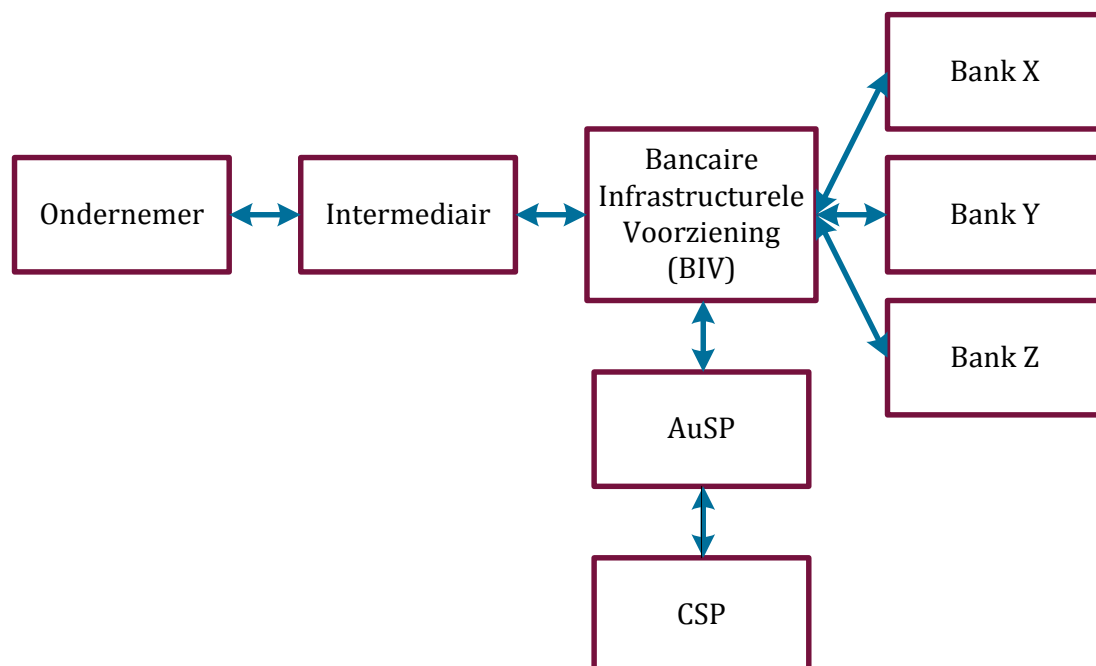 Ondernemer
Intermediair
Bancaire
Infrastructurele
Voorziening
(BIV)
Bank X
Bank Y
Bank Z
AuSP
CSP